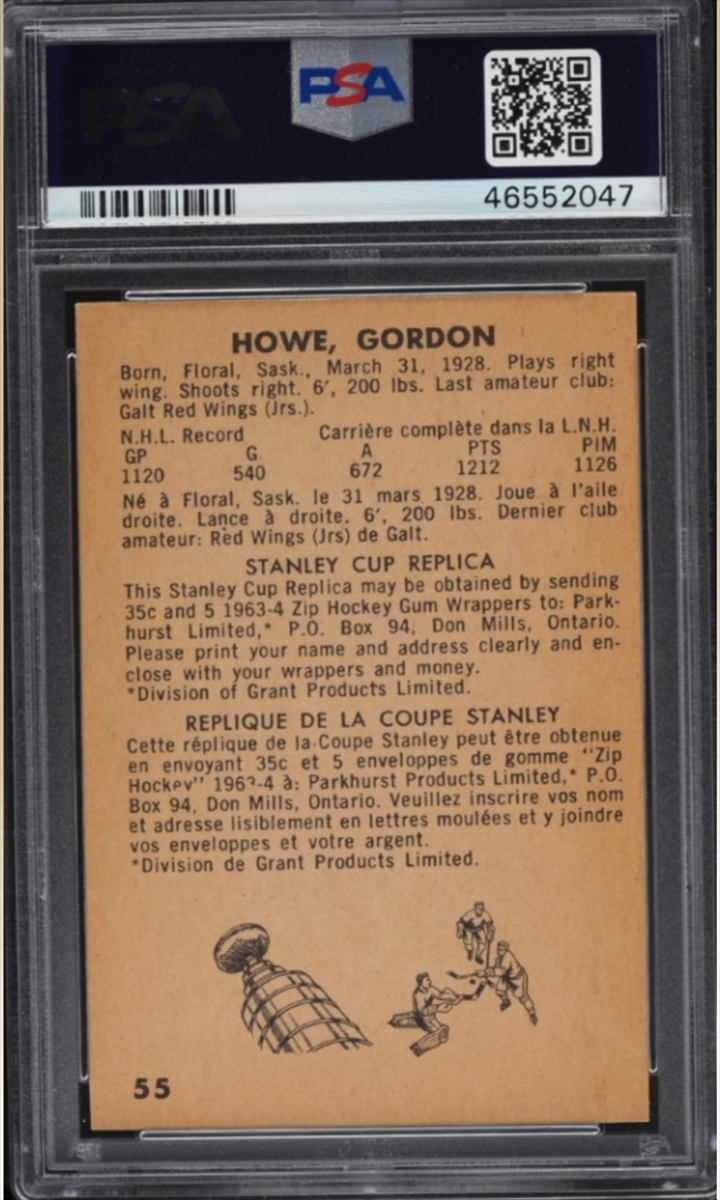 PSA
PSA
46552047
HOWE, GORDON
Born, Floral, Sask., March 31, 1928. Plays right
wing. Shoots right. 6′, 200 lbs. Last amateur club:
Galt Red Wings (Jrs.).
N.H.L. Record Carrière complète dans la L.N.H.
GP G A PTS PIM
1120 540 672 1212 1126
Né à Floral, Sask. le 31 mars 1928. Joue à l'aile
droite. Lance à droite. 6′, 200 lbs. Dernier club
amateur: Red Wings (Jrs) de Galt.
STANLEY CUP REPLICA
This Stanley Cup Replica may be obtained by sending
35c and 5 1963-4 Zip Hockey Gum Wrappers to: Park-
hurst Limited,* P.O. Box 94, Don Mills, Ontario.
Please print your name and address clearly and en-
close with your wrappers and money.
*Division of Grant Products Limited.
REPLIQUE DE LA COUPE STANLEY
Cette réplique de la Coupe Stanley peut être obtenue
en envoyant 35c et 5 enveloppes de gomme "Zip
Hockey" 1963-4 à: Parkhurst Products Limited,* P.O.
Box 94, Don Mills, Ontario. Veuillez inscrire vos nom
et adresse lisiblement en lettres moulées et y joindre
vos enveloppes et votre argent.
*Division de Grant Products Limited.
55